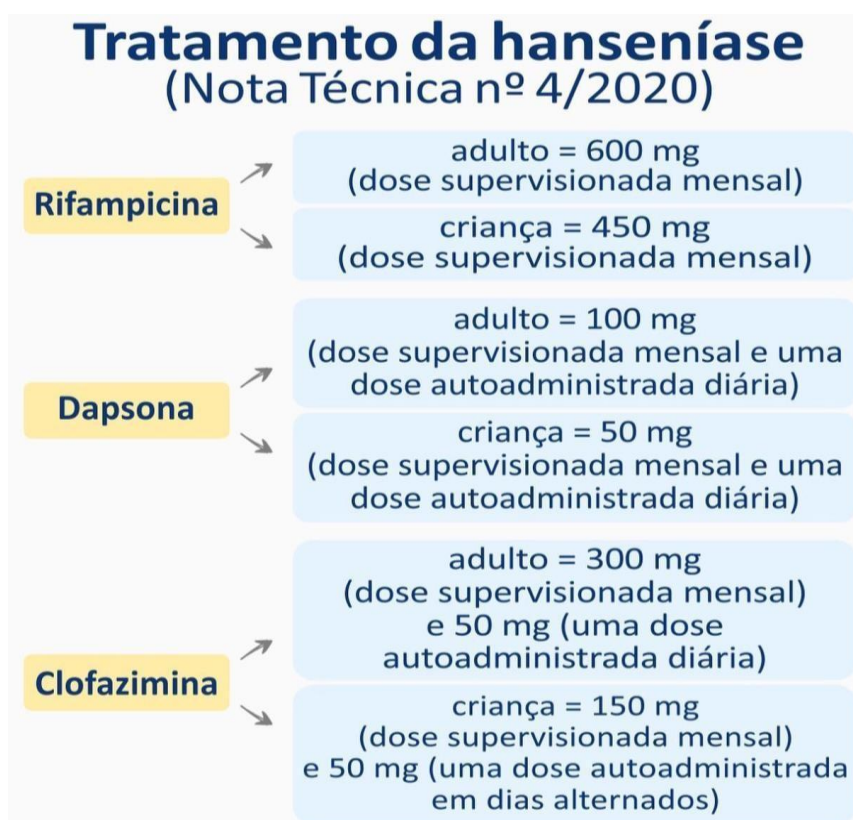 Tratamento da hanseníase
(Nota Técnica nº 4/2020)
Rifampicina
adulto = 600 mg
(dose supervisionada mensal)
criança = 450 mg
(dose supervisionada mensal)
Dapsona
adulto = 100 mg
(dose supervisionada mensal e uma
dose autoadministrada diária)
criança = 50 mg
(dose supervisionada mensal e uma
dose autoadministrada diária)
Clofazimina
adulto = 300 mg
(dose supervisionada mensal)
e 50 mg (uma dose
autoadministrada diária)
criança = 150 mg
(dose supervisionada mensal)
e 50 mg (uma dose autoadministrada
em dias alternados)